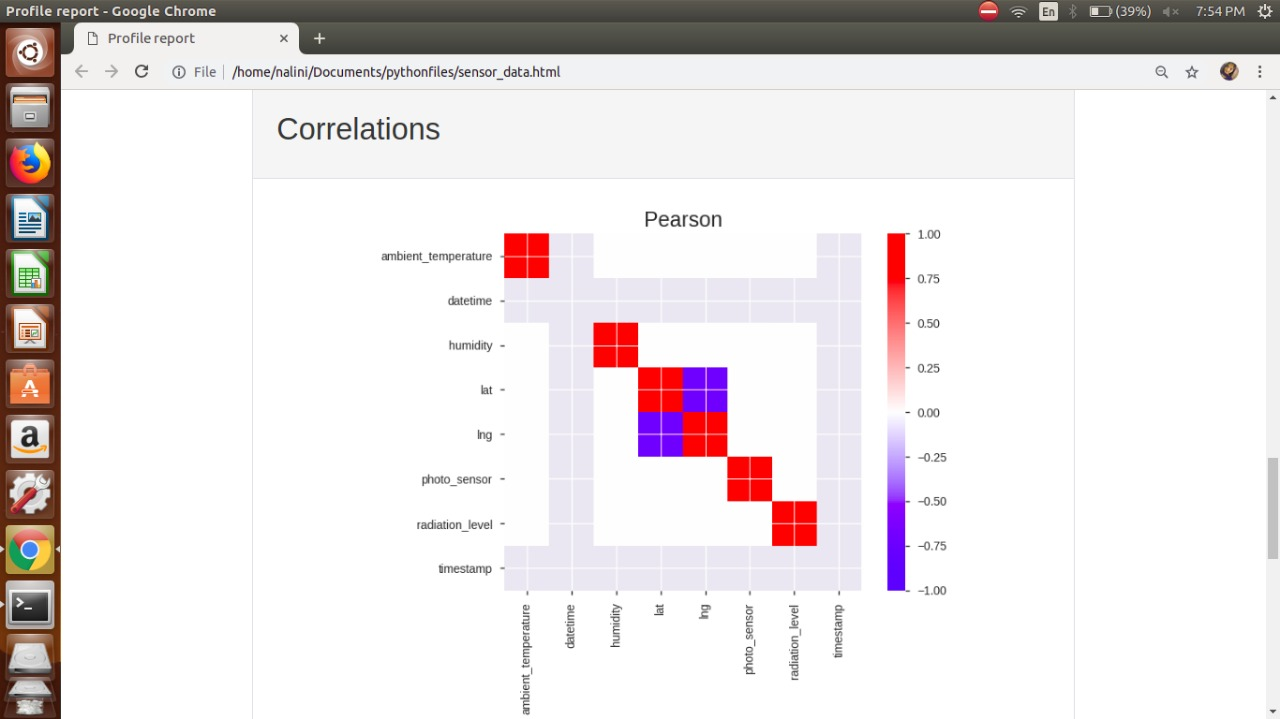 Profile report - Google Chrome
En
(39%)
7:54 PM
Profile report
File
/home/nalini/Documents/pythonfiles/sensor_data.html
Correlations
Pearson
ambient_temperature
datetime
humidity
lat
lng
photo_sensor
radiation_level
timestamp
1.00
0.75
0.50
0.25
0.00
−0.25
−0.50
−0.75
−1.00
ambient_temperature
datetime
humidity
lat
lng
photo_sensor
radiation_level
timestamp